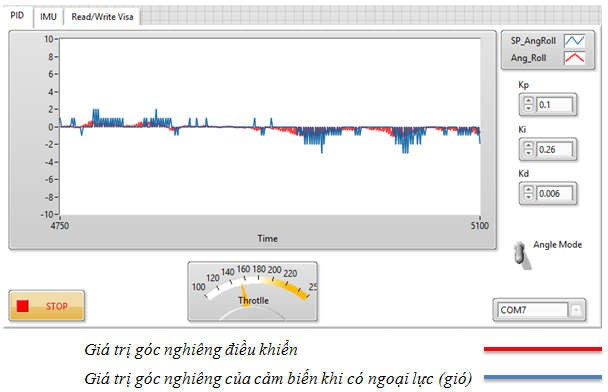 PID IMU Read/Write Visa
10
8
6
4
2
0
-2
-4
-6
-8
-10
4750 5100
Time
SP_AngRoll
Ang_Roll
Kp
0.1
Ki
0.26
Kd
0.006
Angle Mode
STOP
100 120 140 160 180 200 220 25
Throttle
COM7
Giá trị góc nghiêng điều khiển
Giá trị góc nghiêng của cảm biến khi có ngoại lực (gió)